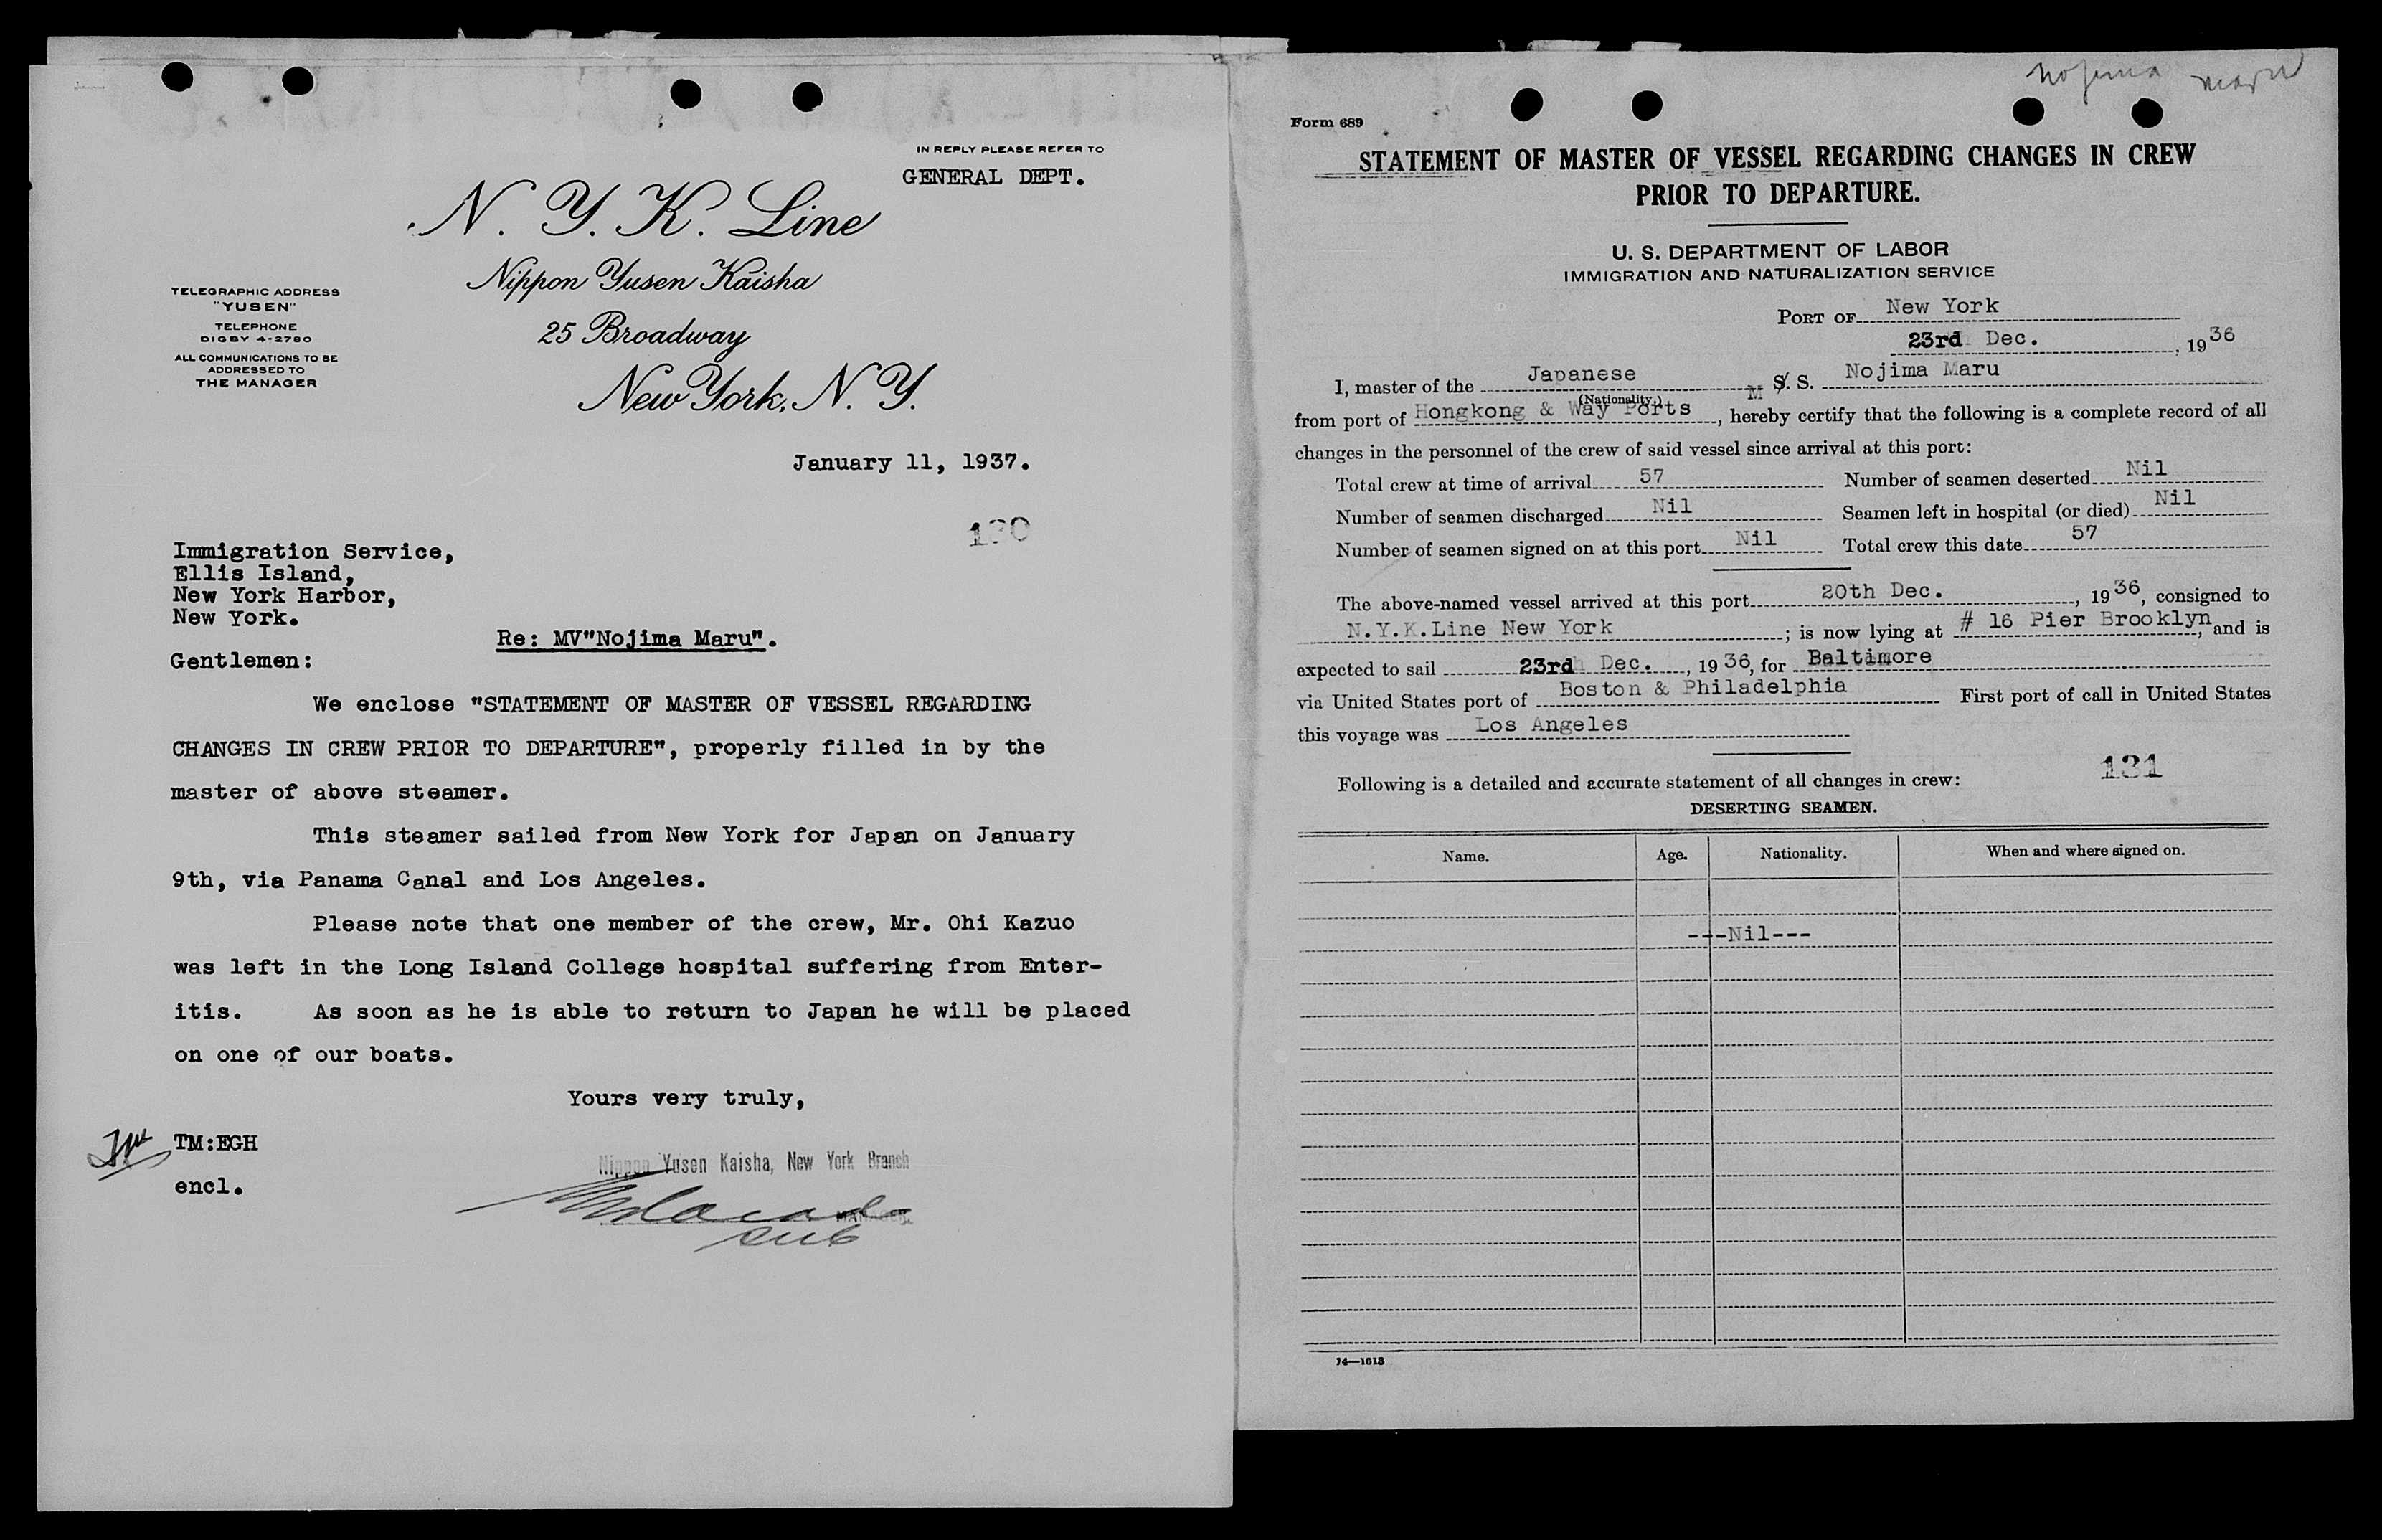 IN REPLY PLEASE REFER TO
GENERAL DEPT.
N. Y. K. Line
Nippon Yusen Kaisha
25 Broadway
New York, N. Y.
TELEGRAPHIC ADDRESS
"YUSEN"
TELEPHONE
DIGBY 4-2780
ALL COMMUNICATIONS TO BE
ADDRESSED TO
THE MANAGER
January 11, 1937.
130
Immigration Service,
Ellis Island,
New York Harbor,
New York.
Re: MV"Nojima Maru".
Gentlemen:
We enclose "STATEMENT OF MASTER OF VESSEL REGARDING
CHANGES IN CREW PRIOR TO DEPARTURE", properly filled in by the
master of above steamer.
This steamer sailed from New York for Japan on January
9th, via Panama Canal and Los Angeles.
Please note that one member of the crew, Mr. Ohi Kazuo
was left in the Long Island College hospital suffering from Enter-
itis. As soon as he is able to return to Japan he will be placed
on one of our boats.
Yours very truly,
TM:EGH
encl.
Nippon Yusen Kaisha, New York Branch
MANAGER.
Sub
Nojima Maru
Form 689
STATEMENT OF MASTER OF VESSEL REGARDING CHANGES IN CREW
PRIOR TO DEPARTURE.
U. S. DEPARTMENT OF LABOR
IMMIGRATION AND NATURALIZATION SERVICE
PORT OF New York
23rd Dec., 1936
I, master of the Japanese M S. S. Nojima Maru
(Nationality.)
from port of Hongkong & Way Ports, hereby certify that the following is a complete record of all
changes in the personnel of the crew of said vessel since arrival at this port:
Total crew at time of arrival 57 Number of seamen deserted Nil
Number of seamen discharged Nil Seamen left in hospital (or died) Nil
Number of seamen signed on at this port Nil Total crew this date 57
The above-named vessel arrived at this port 20th Dec., 1936, consigned to
N.Y.K.Line New York; is now lying at # 16 Pier Brooklyn, and is
expected to sail 23rd Dec., 1936, for Baltimore
via United States port of Boston & Philadelphia First port of call in United States
this voyage was Los Angeles
131
Following is a detailed and accurate statement of all changes in crew:
DESERTING SEAMEN.
Name. Age. Nationality. When and where signed on.
---Nil---
14—1613